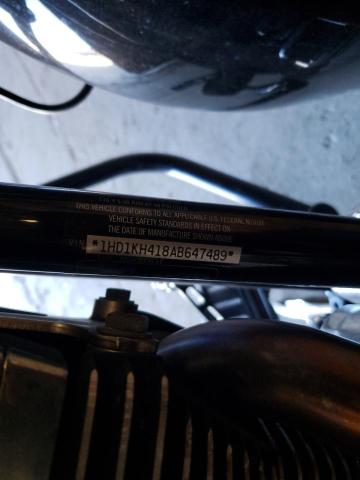 THIS VEHICLE CONFORMS TO ALL APPLICABLE U.S. FEDERAL MOTOR
VEHICLE SAFETY STANDARDS IN EFFECT ON
THE DATE OF MANUFACTURE SHOWN ABOVE
VIN *1HD1KH418AB647489*